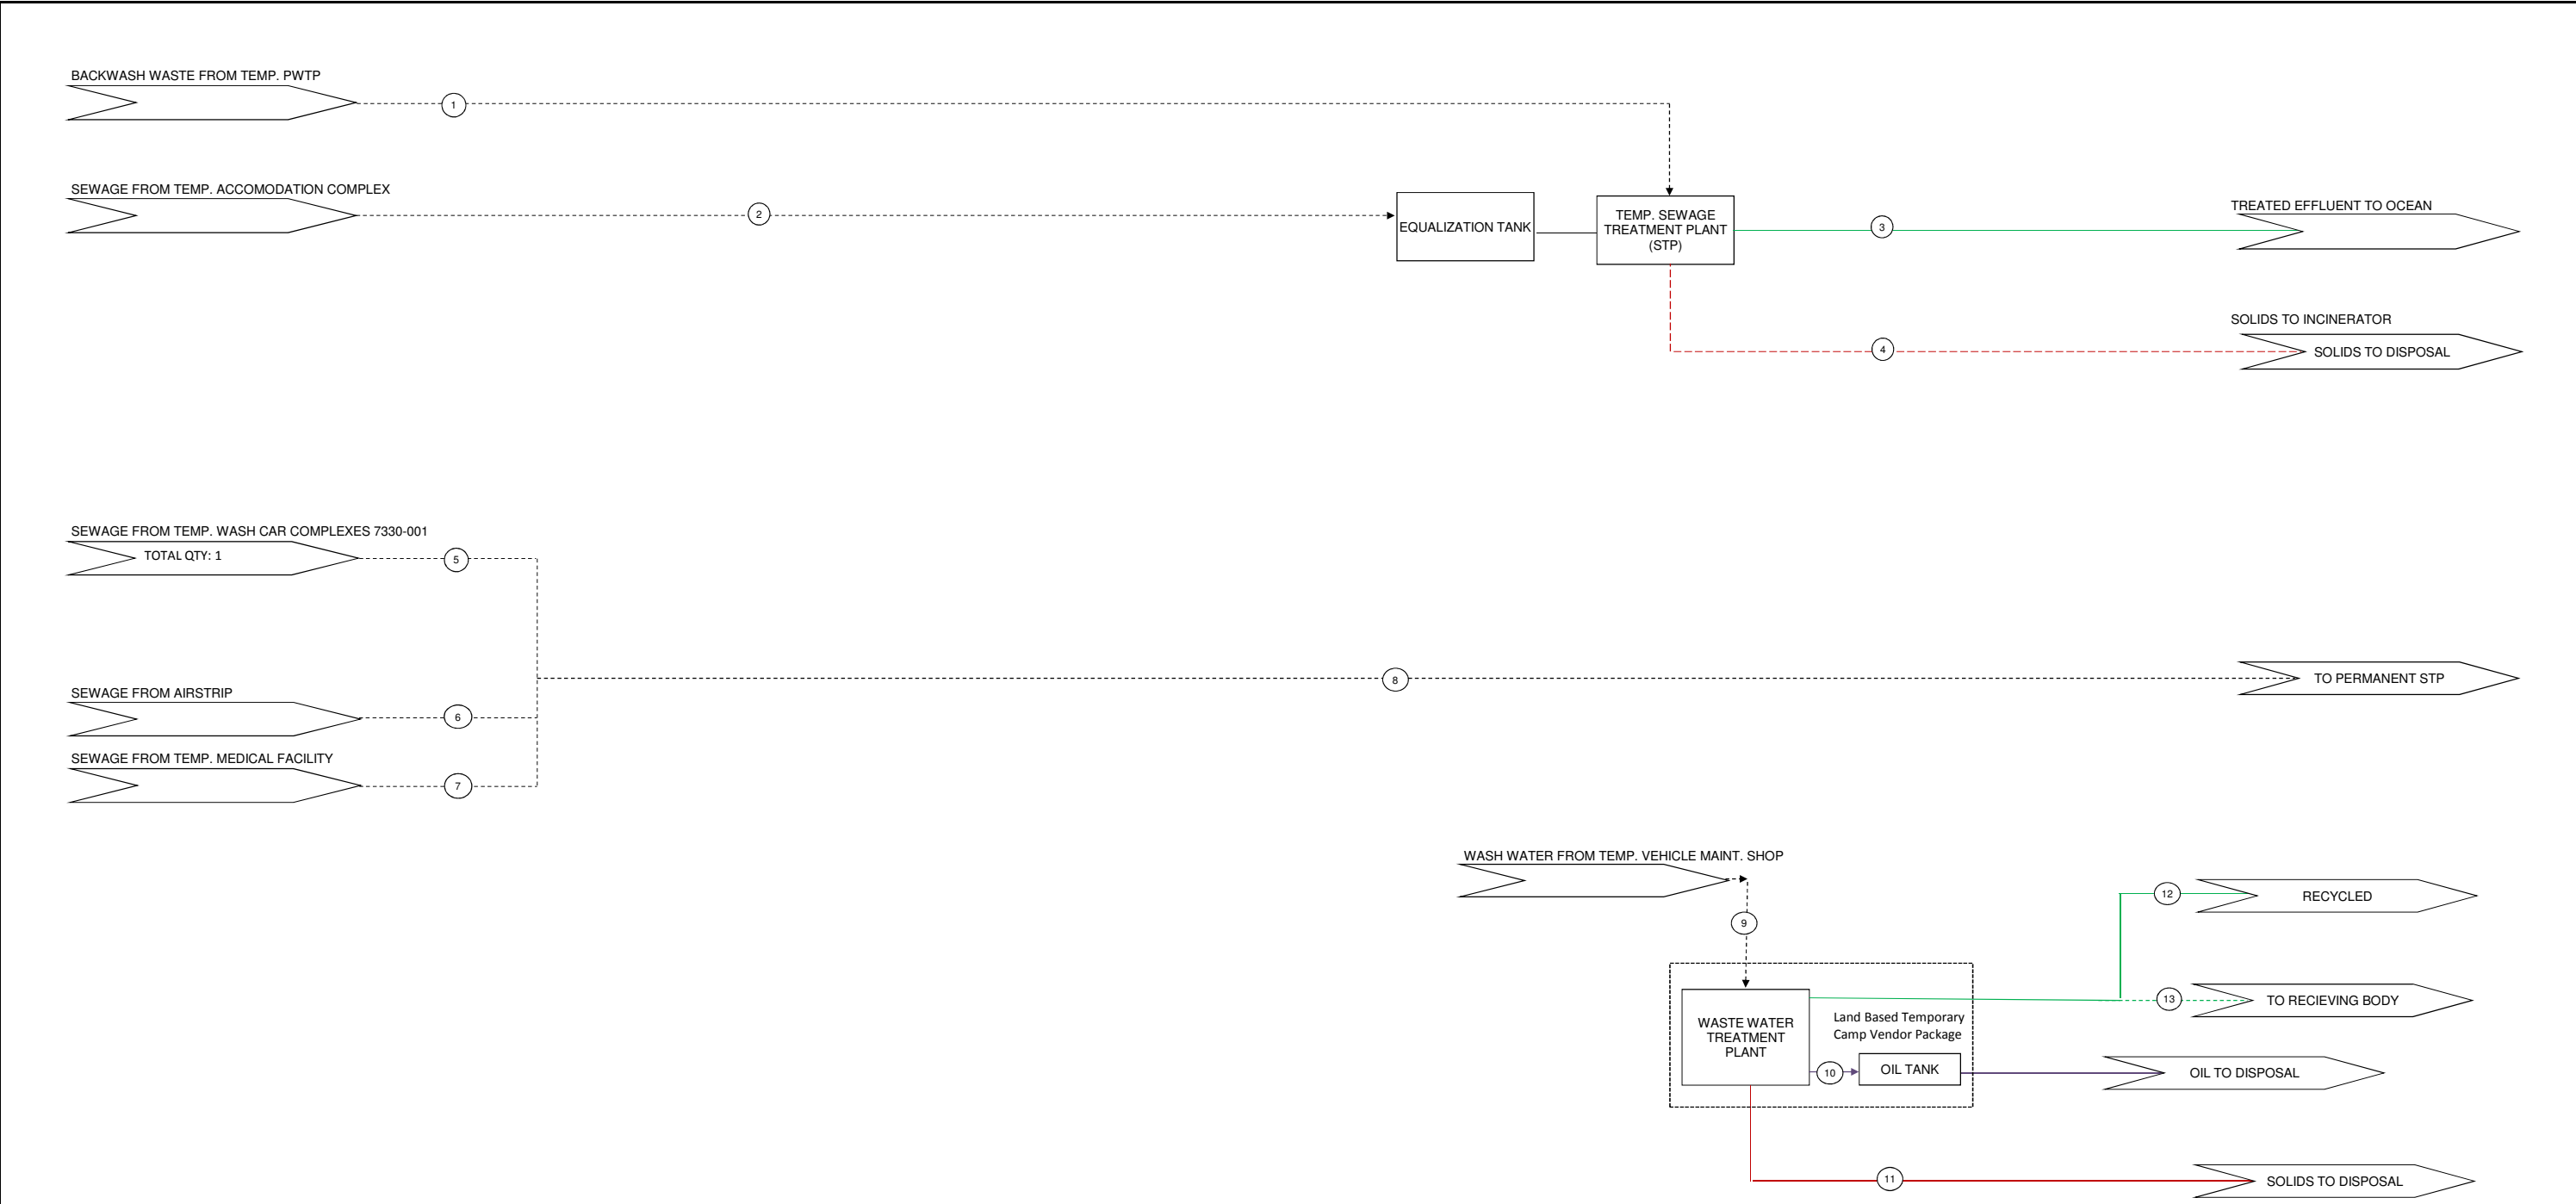 BACKWASH WASTE FROM TEMP. PWTP
1
SEWAGE FROM TEMP. ACCOMODATION COMPLEX
2
EQUALIZATION TANK
TEMP. SEWAGE
TREATMENT PLANT
(STP)
3
TREATED EFFLUENT TO OCEAN
SOLIDS TO INCINERATOR
4
SOLIDS TO DISPOSAL
SEWAGE FROM TEMP. WASH CAR COMPLEXES 7330-001
TOTAL QTY: 1
5
8
TO PERMANENT STP
SEWAGE FROM AIRSTRIP
6
SEWAGE FROM TEMP. MEDICAL FACILITY
7
WASH WATER FROM TEMP. VEHICLE MAINT. SHOP
9
12
RECYCLED
13
TO RECIEVING BODY
WASTE WATER
TREATMENT
PLANT
Land Based Temporary
Camp Vendor Package
10
OIL TANK
OIL TO DISPOSAL
11
SOLIDS TO DISPOSAL